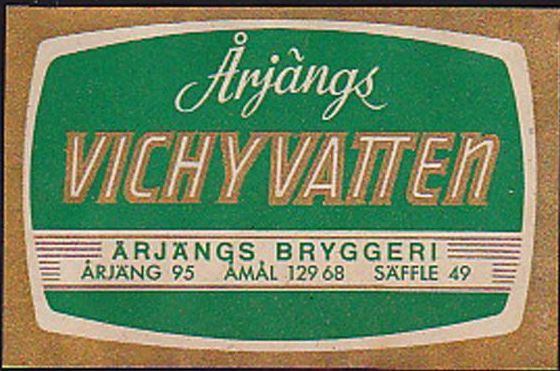 Årjängs
VICHYVATTEN
ÅRJÄNGS BRYGGERI
ÅRJÄNG 95 ÅMÅL 129 68 SÄFFLE 49